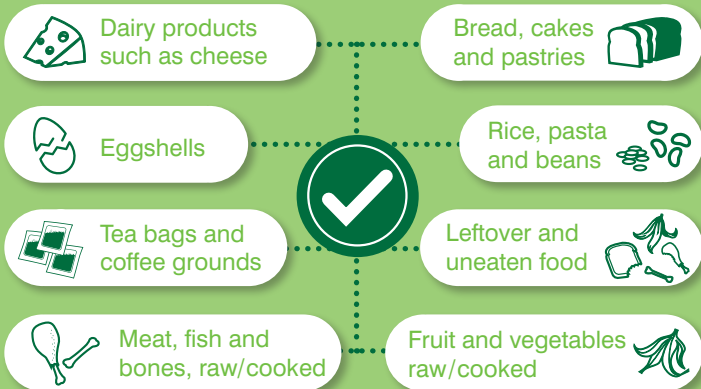 Dairy products
such as cheese
Bread, cakes
and pastries
Eggshells
Rice, pasta
and beans
Tea bags and
coffee grounds
Leftover and
uneaten food
Meat, fish and
bones, raw/cooked
Fruit and vegetables
raw/cooked